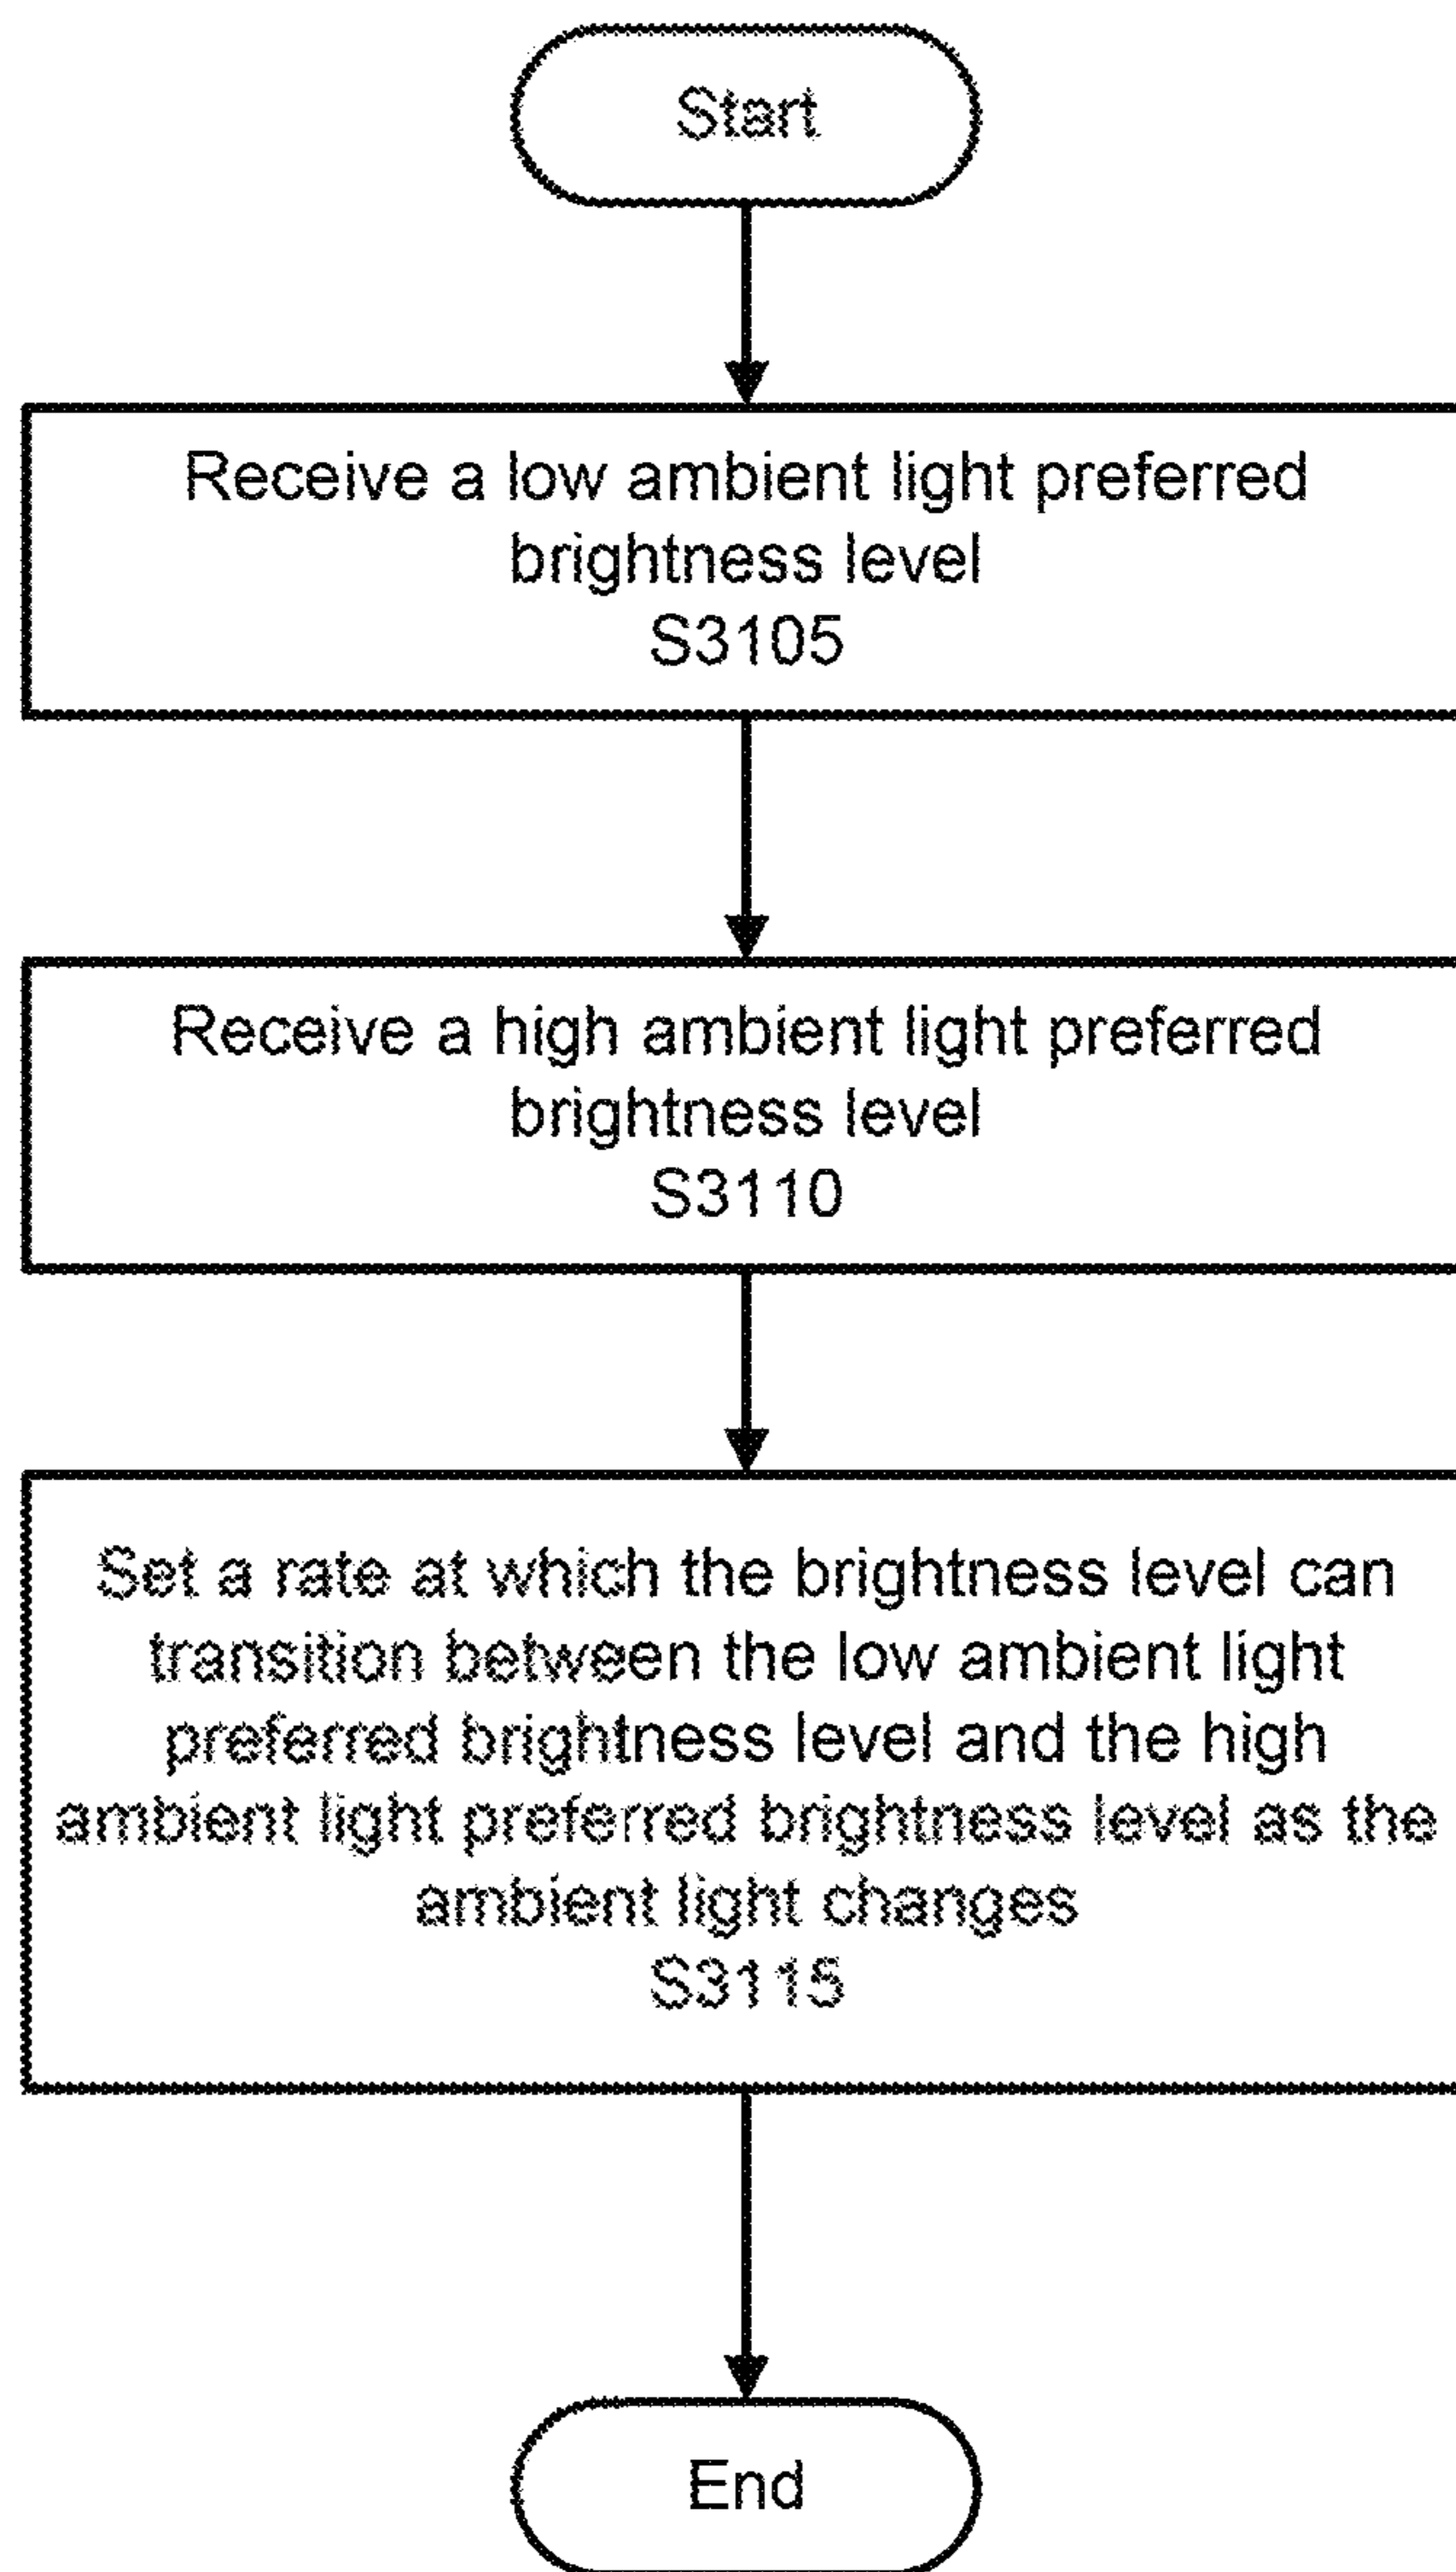 Start
Receive a low ambient light preferred
brightness level
S3105
Receive a high ambient light preferred
brightness level
S3110
Set a rate at which the brightness level can
transition between the low ambient light
preferred brightness level and the high
ambient light preferred brightness level as the
ambient light changes
S3115
End